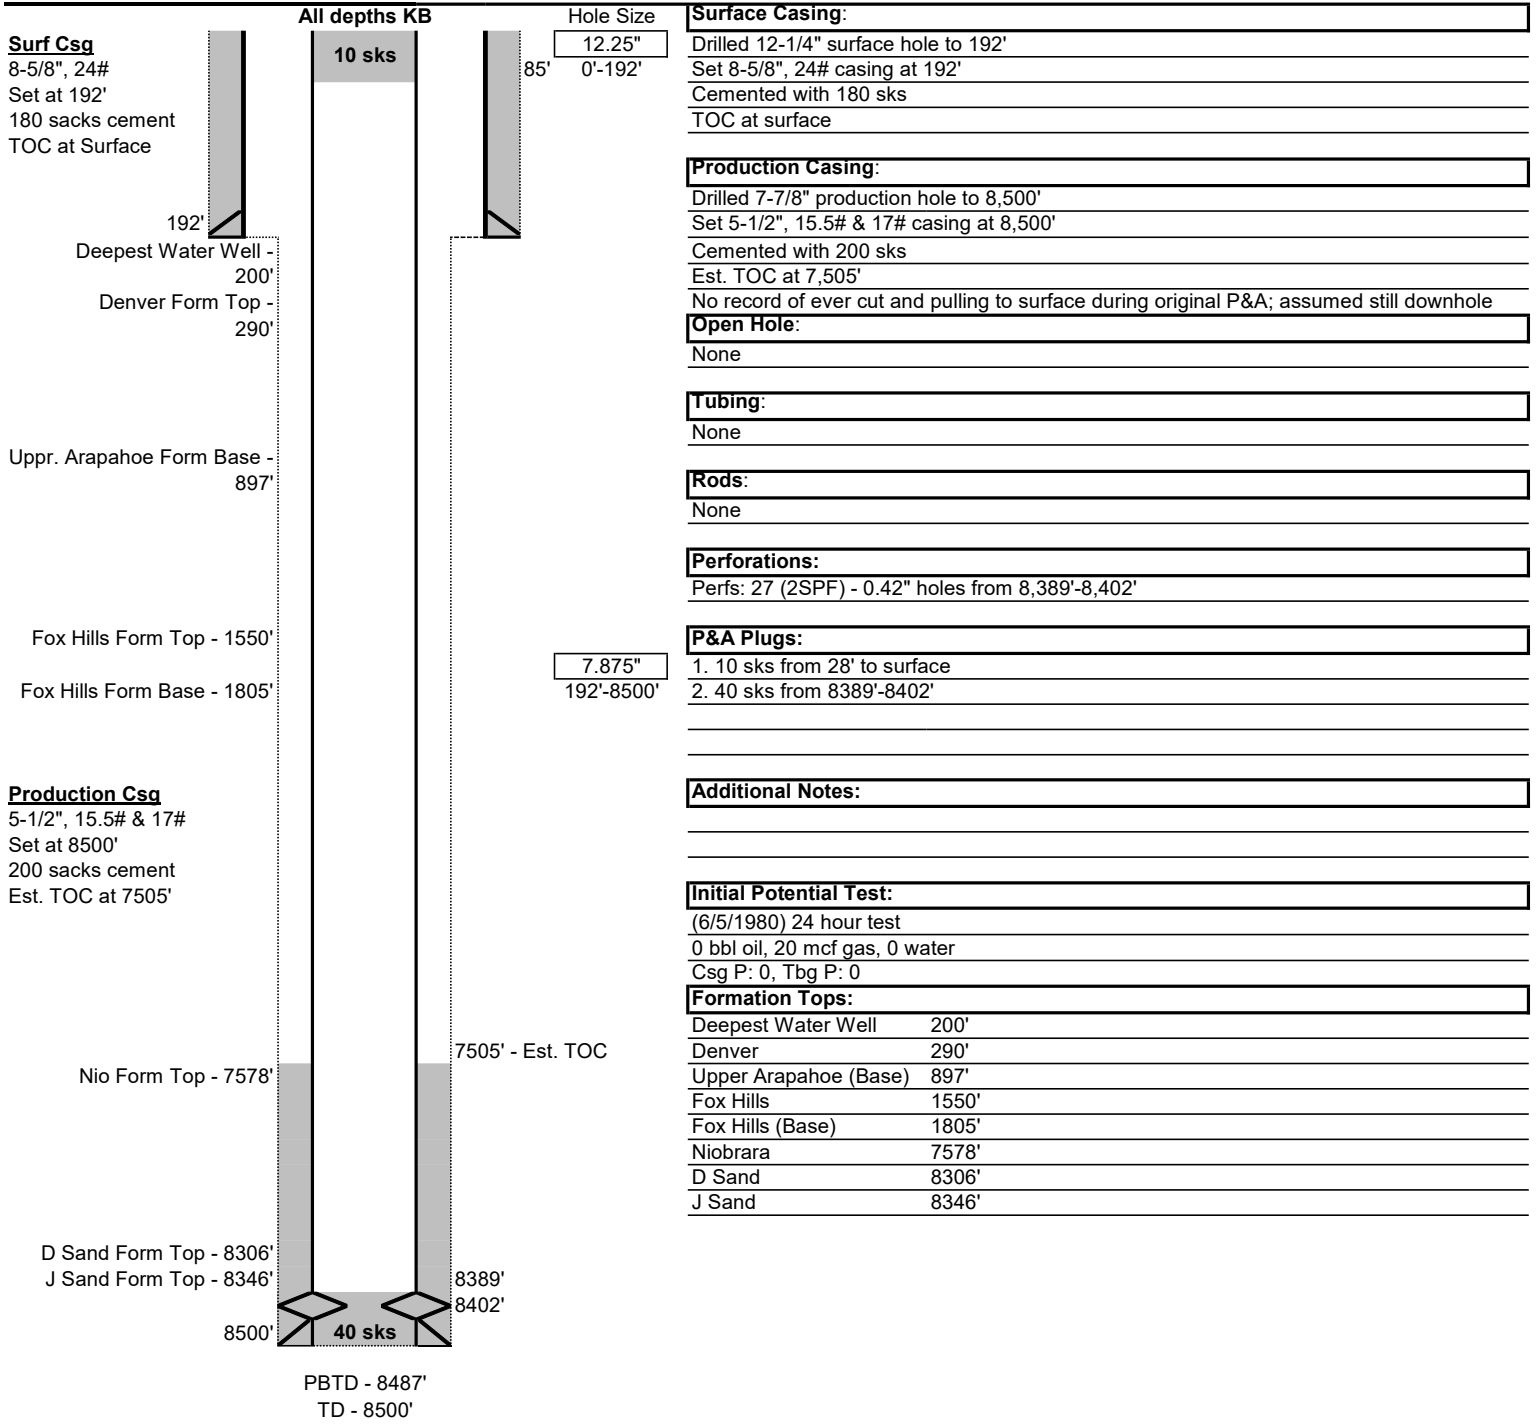 All depths KB
Hole Size
Surf Csg
8-5/8", 24#
Set at 192'
180 sacks cement
TOC at Surface
10 sks
85'
12.25"
0'-192'
192'
Deepest Water Well -
200'
Denver Form Top -
290'
Uppr. Arapahoe Form Base -
897'
Fox Hills Form Top - 1550'
Fox Hills Form Base - 1805'
7.875"
192'-8500'
Production Csg
5-1/2", 15.5# & 17#
Set at 8500'
200 sacks cement
Est. TOC at 7505'
7505' - Est. TOC
Nio Form Top - 7578'
D Sand Form Top - 8306'
J Sand Form Top - 8346'
8389'
8402'
8500'
40 sks
PBTD - 8487'
TD - 8500'
Surface Casing:
Drilled 12-1/4" surface hole to 192'
Set 8-5/8", 24# casing at 192'
Cemented with 180 sks
TOC at surface
Production Casing:
Drilled 7-7/8" production hole to 8,500'
Set 5-1/2", 15.5# & 17# casing at 8,500'
Cemented with 200 sks
Est. TOC at 7,505'
No record of ever cut and pulling to surface during original P&A; assumed still downhole
Open Hole:
None
Tubing:
None
Rods:
None
Perforations:
Perfs: 27 (2SPF) - 0.42" holes from 8,389'-8,402'
P&A Plugs:
1. 10 sks from 28' to surface
2. 40 sks from 8389'-8402'
Additional Notes:
Initial Potential Test:
(6/5/1980) 24 hour test
0 bbl oil, 20 mcf gas, 0 water
Csg P: 0, Tbg P: 0
Formation Tops:
Deepest Water Well 200'
Denver 290'
Upper Arapahoe (Base) 897'
Fox Hills 1550'
Fox Hills (Base) 1805'
Niobrara 7578'
D Sand 8306'
J Sand 8346'